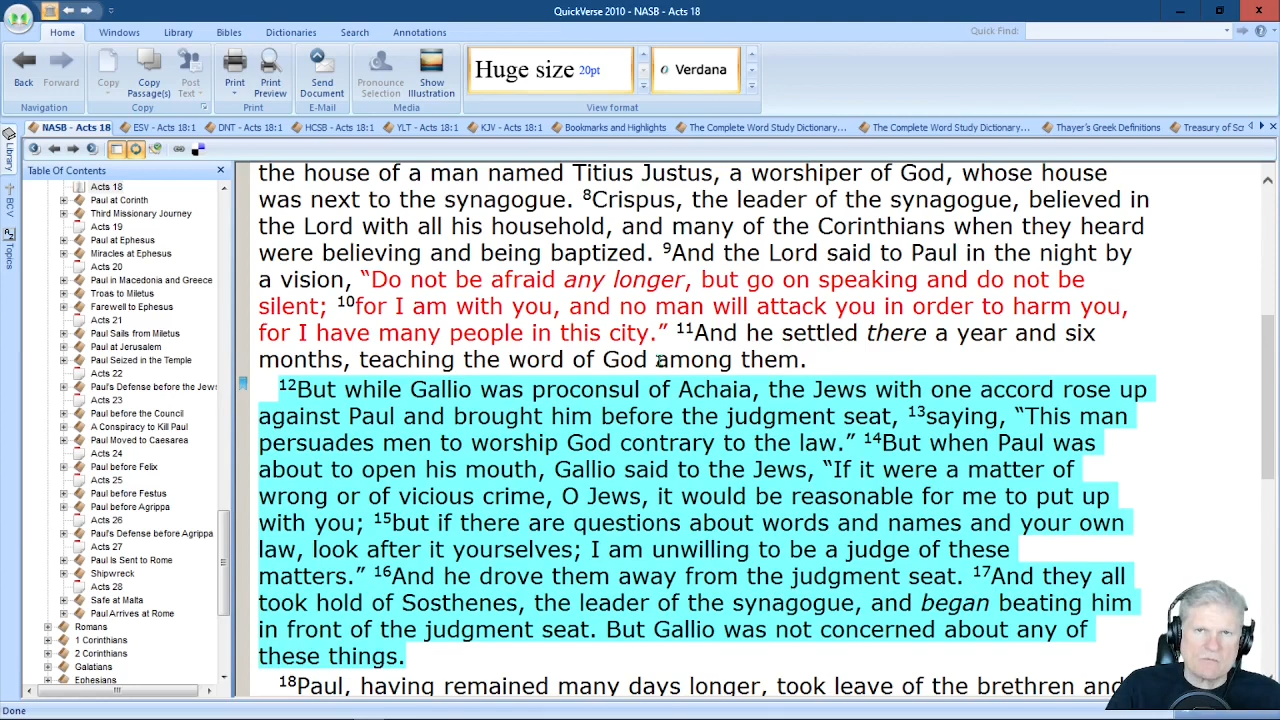 QuickVerse 2010 - NASB - Acts 18
Home Windows Library Bibles Dictionaries Search Annotations
Quick Find:
Back Forward Copy Copy Passage(s) Post Text Print Print Preview Send Document Pronounce Selection Show Illustration Huge size 20pt Verdana
Navigation Copy Print E-Mail Media View format
NASB - Acts 18 ESV - 18:1 DNT - 18:1 HCSB - 18:1 YLT - 18:1 KJV - 18:1 Bookmarks and Highlights The Complete Word Study Dictionary... The Complete Word Study Dictionary... Thayer's Greek Definitions Treasury of Scr
Library
BCV
Topics
Table Of Contents
Acts 18
Paul at Corinth
Third Missionary Journey
Acts 19
Paul at Ephesus
Miracles at Ephesus
Acts 20
Paul in Macedonia and Greece
Troas to Miletus
Farewell to Ephesus
Acts 21
Paul Sails from Miletus
Paul at Jerusalem
Paul Seized in the Temple
Acts 22
Paul's Defense before the Jews
Acts 23
Paul before the Council
A Conspiracy to Kill Paul
Paul Moved to Caesarea
Acts 24
Paul before Felix
Acts 25
Paul before Festus
Paul before Agrippa
Acts 26
Paul's Defense before Agrippa
Acts 27
Paul is Sent to Rome
Shipwreck
Acts 28
Safe at Malta
Paul Arrives at Rome
Romans
1 Corinthians
2 Corinthians
Galatians
Ephesians
the house of a man named Titius Justus, a worshiper of God, whose house
was next to the synagogue. 8Crispus, the leader of the synagogue, believed in
the Lord with all his household, and many of the Corinthians when they heard
were believing and being baptized. 9And the Lord said to Paul in the night by
a vision, “Do not be afraid any longer, but go on speaking and do not be
silent; 10for I am with you, and no man will attack you in order to harm you,
for I have many people in this city.” 11And he settled there a year and six
months, teaching the word of God among them.
12But while Gallio was proconsul of Achaia, the Jews with one accord rose up
against Paul and brought him before the judgment seat, 13saying, “This man
persuades men to worship God contrary to the law.” 14But when Paul was
about to open his mouth, Gallio said to the Jews, “If it were a matter of
wrong or of vicious crime, O Jews, it would be reasonable for me to put up
with you; 15but if there are questions about words and names and your own
law, look after it yourselves; I am unwilling to be a judge of these
matters.” 16And he drove them away from the judgment seat. 17And they all
took hold of Sosthenes, the leader of the synagogue, and began beating him
in front of the judgment seat. But Gallio was not concerned about any of
these things.
18Paul, having remained many days longer, took leave of the brethren and
Done